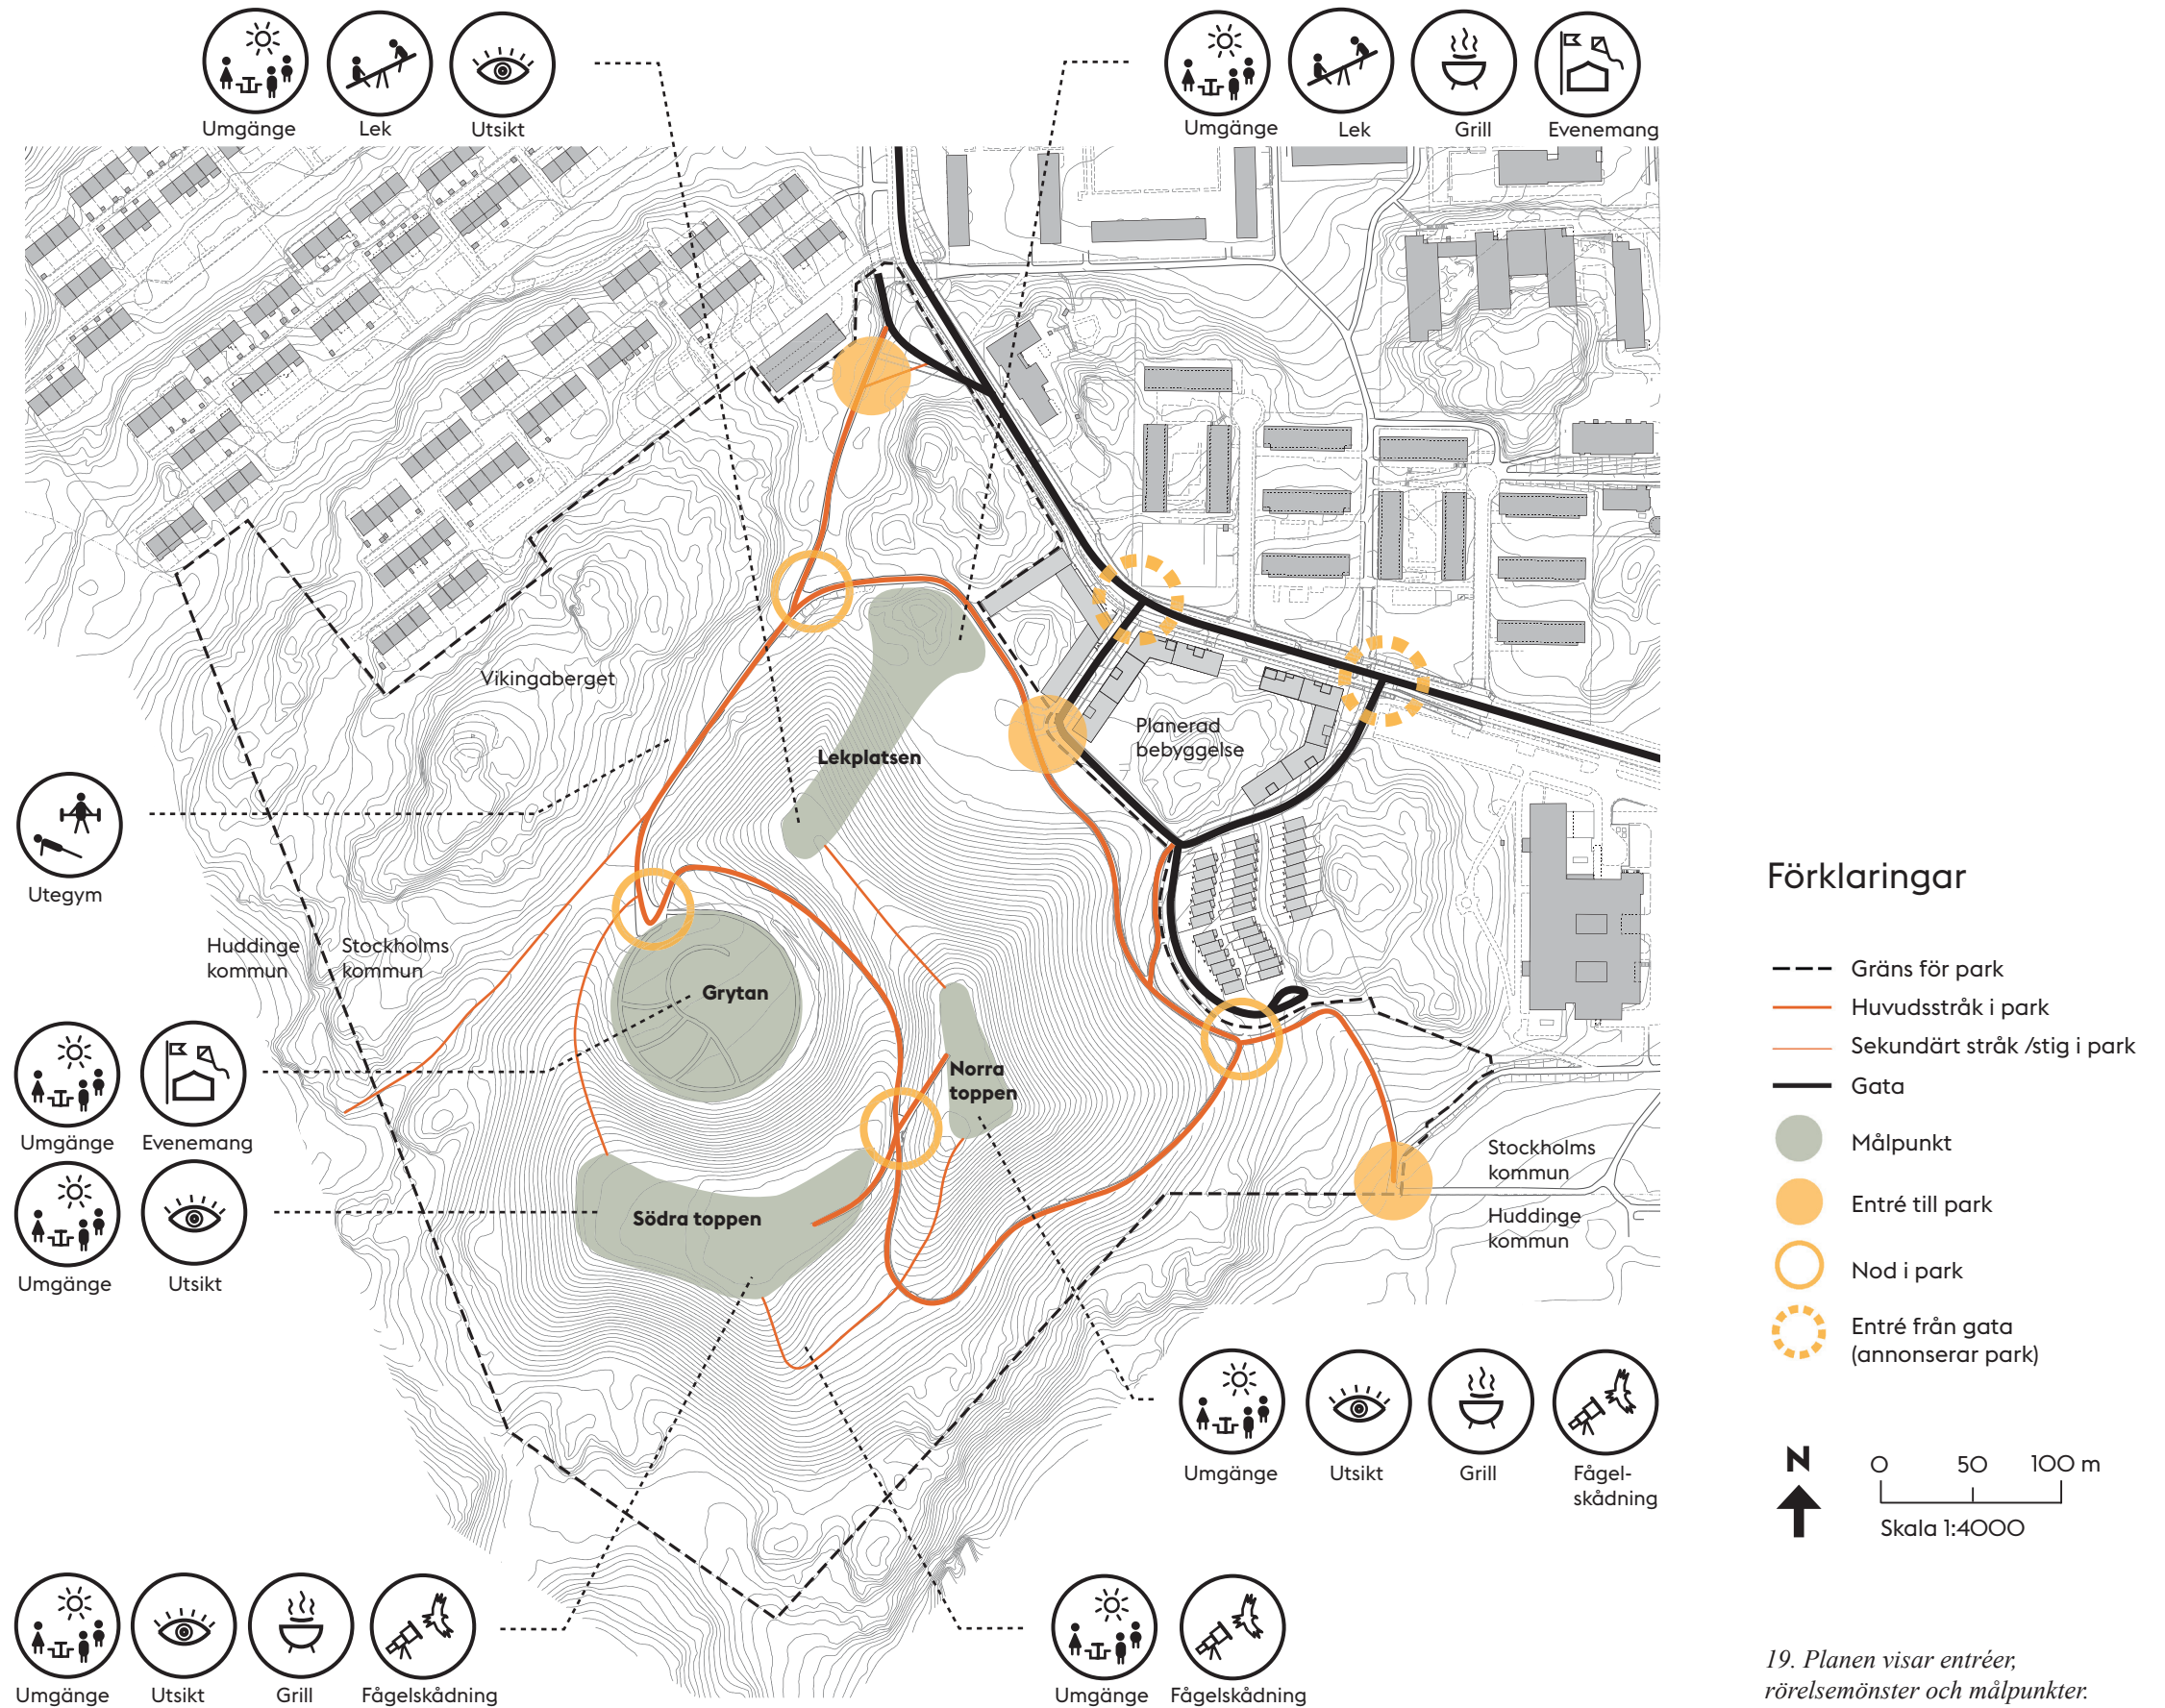 Umgänge
Lek
Utsikt
Umgänge
Lek
Grill
Evenemang
Vikingaberget
Lekplatsen
Planerad
bebyggelse
Utegym
Huddinge
kommun
Stockholms
kommun
Grytan
Norra
toppen
Umgänge
Evenemang
Södra toppen
Umgänge
Utsikt
Stockholms
kommun
Huddinge
kommun
Umgänge
Utsikt
Grill
Fågel-
skådning
Umgänge
Utsikt
Grill
Fågelskådning
Umgänge
Fågelskådning
Förklaringar
Gräns för park
Huvudsstråk i park
Sekundärt stråk /stig i park
Gata
Målpunkt
Entré till park
Nod i park
Entré från gata
(annonserar park)
N
0 50 100 m
Skala 1:4000
19. Planen visar entréer,
rörelsemönster och målpunkter.